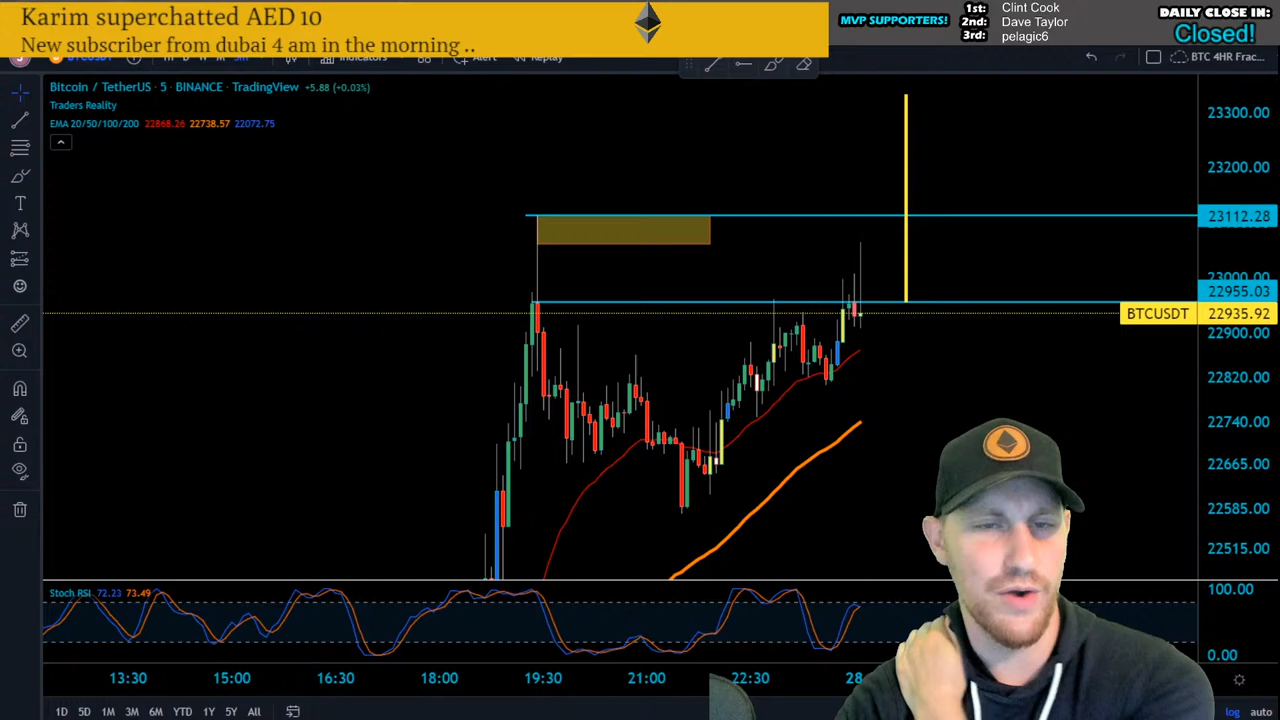 Karim superchatted AED 10
New subscriber from dubai 4 am in the morning ..
MVP SUPPORTERS!
1st: Clint Cook
2nd: Dave Taylor
3rd: pelagic6
DAILY CLOSE IN:
Closed!
Indicators
Alert
Replay
BTC 4HR Frac...
Bitcoin / TetherUS · 5 · BINANCE · TradingView +5.88 (+0.03%)
Traders Reality
EMA 20/50/100/200 22868.26 22738.57 22072.75
23300.00
23200.00
23112.28
23000.00
22955.03
BTCUSDT 22935.92
22900.00
22820.00
22740.00
22665.00
22585.00
22515.00
Stoch RSI 72.23 73.49
100.00
0.00
13:30 15:00 16:30 18:00 19:30 21:00 22:30 28
1D 5D 1M 3M 6M YTD 1Y 5Y All
log auto